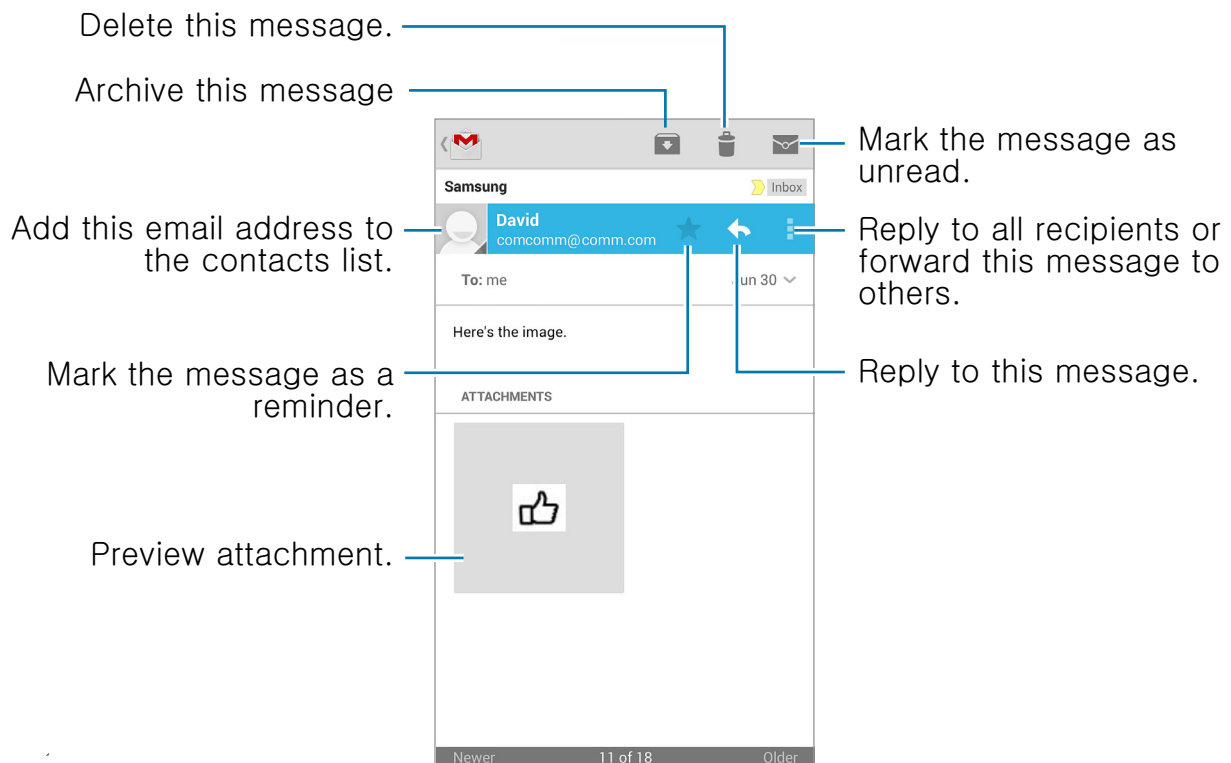 Delete this message.
Archive this message
Mark the message as
unread.
Samsung
Inbox
Add this email address to
the contacts list.
David
comcomm@comm.com
Reply to all recipients or
forward this message to
others.
To: me
un 30
Here's the image.
Mark the message as a
reminder.
Reply to this message.
ATTACHMENTS
Preview attachment.
Newer 11 of 18 Older